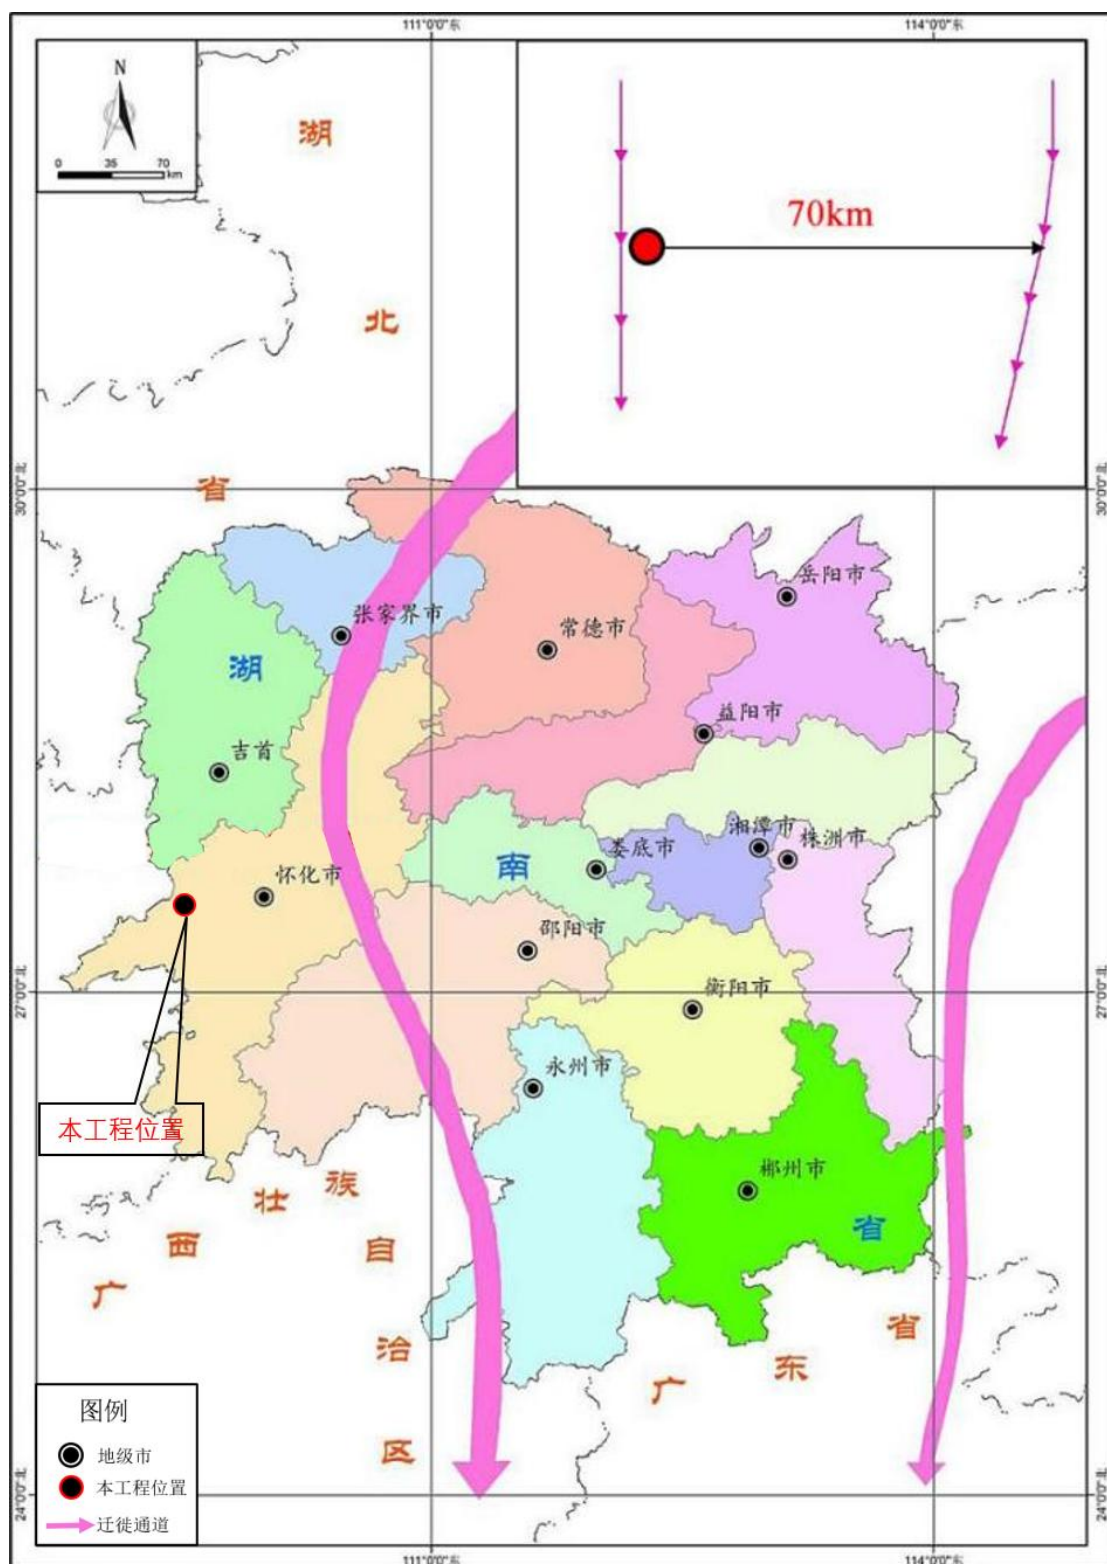 111°0'0"东
114°0'0"东
N
0 35 70
km
70km
湖
北
省
30°0'0"北
30°0'0"北
岳阳市
张家界市
常德市
湖
益阳市
吉首
湘潭市
株洲市
娄底市
南
怀化市
邵阳市
27°0'0"北
27°0'0"北
衡阳市
永州市
本工程位置
郴州市
省
广
西
壮
族
自
治
区
广
东
省
图例
地级市
本工程位置
迁徙通道
24°0'0"北
24°0'0"北
111°0'0"东
114°0'0"东